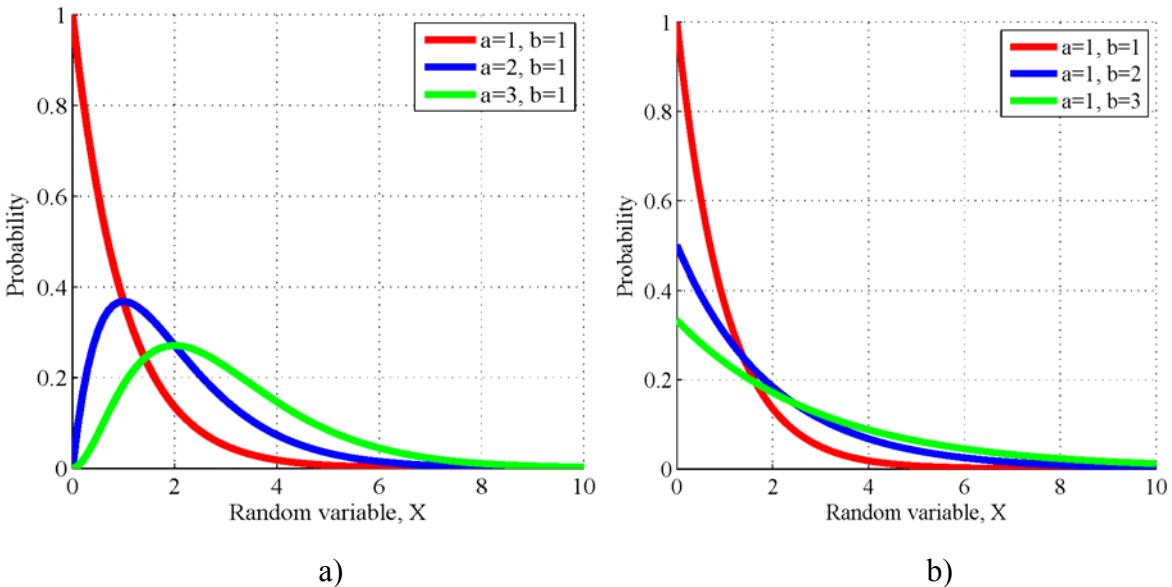 1
0.8
0.6
0.4
0.2
0
0 2 4 6 8 10
Probability
Random variable, X
a=1, b=1
a=2, b=1
a=3, b=1
a)
1
0.8
0.6
0.4
0.2
0
0 2 4 6 8 10
Probability
Random variable, X
a=1, b=1
a=1, b=2
a=1, b=3
b)